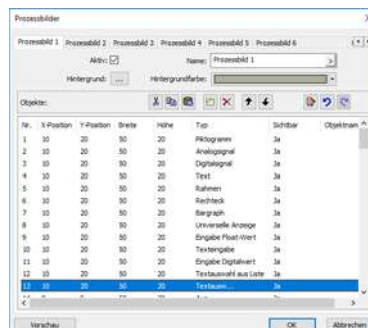 Prozessbilder
Prozessbild 1 Prozessbild 2 Prozessbild 3 Prozessbild 4 Prozessbild 5 Prozessbild 6
Aktiv: Name: Prozessbild 1 >
Hintergrund: ... Hintergrundfarbe:
Objekte:
Nr. X-Position Y-Position Breite Höhe Typ Sichtbar Objektnam
1 10 20 50 20 Piktogramm Ja
2 10 20 50 20 Analogsignal Ja
3 10 20 50 20 Digitalsignal Ja
4 10 20 50 20 Text Ja
5 10 20 50 20 Rahmen Ja
6 10 20 50 20 Rechteck Ja
7 10 20 50 20 Bargraph Ja
8 10 20 50 20 Universelle Anzeige Ja
9 10 20 50 20 Eingabe Float-Wert Ja
10 10 20 50 20 Texteingabe Ja
11 10 20 50 20 Eingabe Digitalwert Ja
12 10 20 50 20 Textauswahl aus Liste Ja
13 10 20 50 20 Ja
Vorschau OK Abbrechen